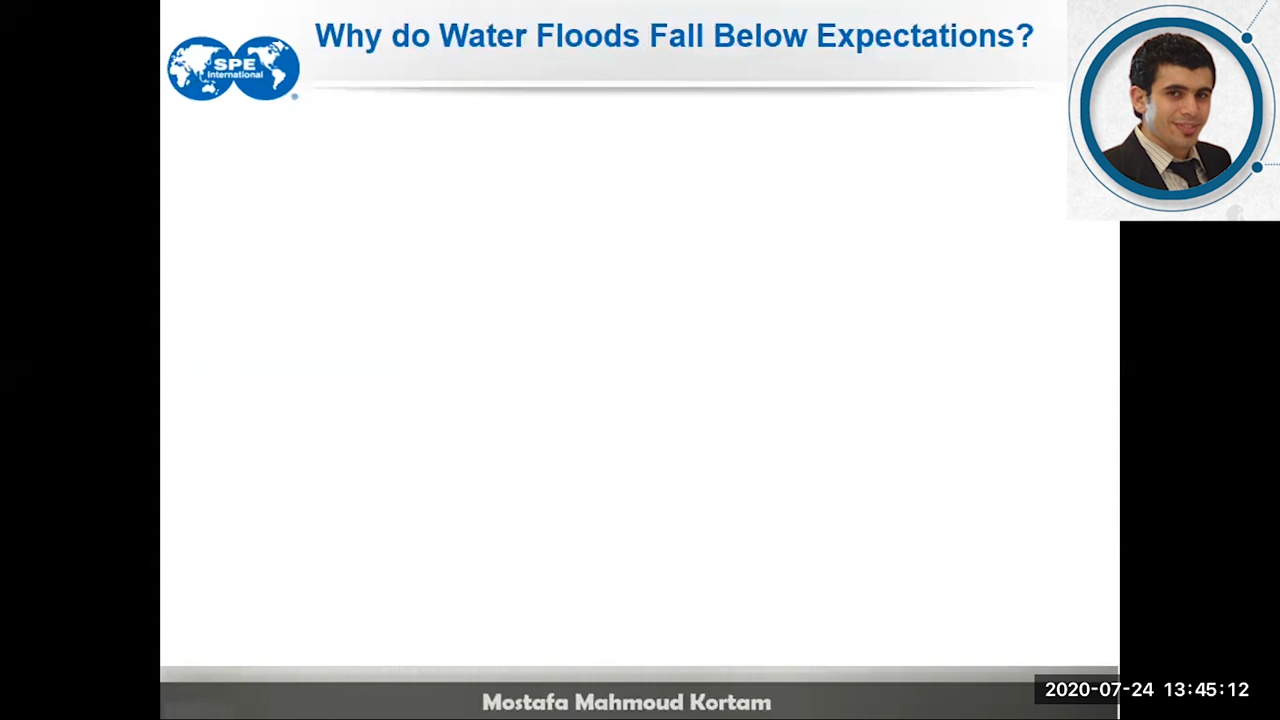 Why do Water Floods Fall Below Expectations?
SPE
International
Mostafa Mahmoud Kortam
2020-07-24 13:45:12